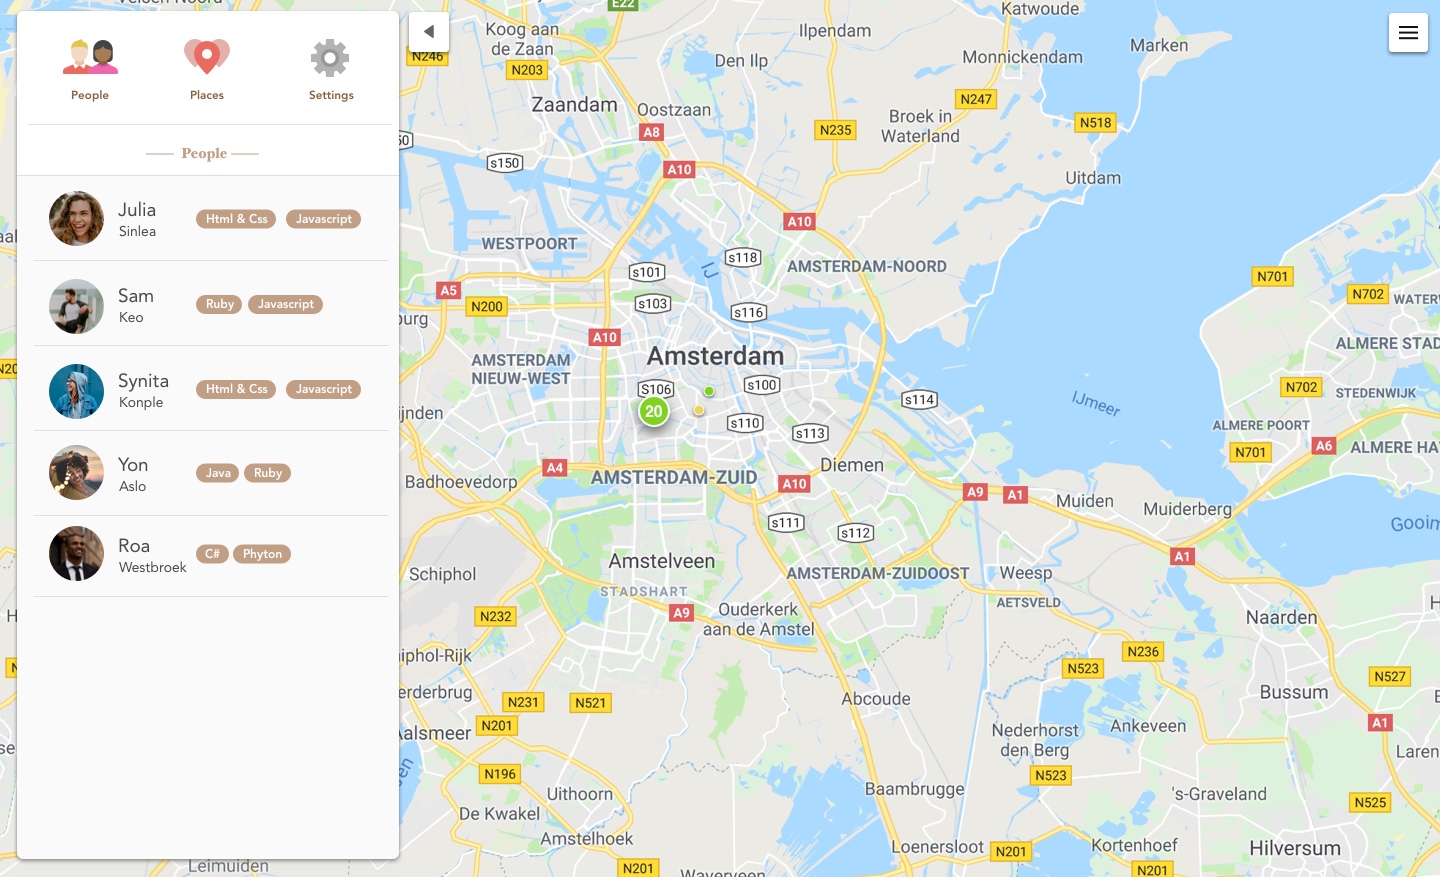 People
Places
Settings
People
Julia
Sinlea
Html & Css
Javascript
Sam
Keo
Ruby
Javascript
Synita
Konple
Html & Css
Javascript
Yon
Aslo
Java
Ruby
Roa
Westbroek
C#
Phyton
E22
Katwoude
Koog aan
de Zaan
Ilpendam
Marken
N246
N203
Den Ilp
Monnickendam
Zaandam
Oostzaan
N247
Broek in
Waterland
N518
A8
N235
s150
A10
Uitdam
A10
WESTPOORT
s118
s101
AMSTERDAM-NOORD
N701
A5
N200
s103
s116
N702
A10
Amsterdam
AMSTERDAM
NIEUW-WEST
S106
s100
N702
STEDENWIJK
20
s110
s114
IJmeer
IJ
s113
ALMERE POORT
A6
N701
A4
AMSTERDAM-ZUID
Diemen
A10
Badhoevedorp
A9
A1
Muiden
Muiderberg
s111
s112
A1
Amstelveen
Schiphol
AMSTERDAM-ZUIDOOST
Weesp
STADSHART
AETSVELD
N232
A9
Ouderkerk
aan de Amstel
Naarden
N236
N523
N527
N231
N521
Abcoude
Bussum
N201
Aalsmeer
Nederhorst
den Berg
Ankeveen
A1
Laren
N196
N523
Uithoorn
Baambrugge
's-Graveland
N525
De Kwakel
Amstelhoek
Loenersloot
N201
Kortenhoef
Hilversum
Leimuiden
N201
N201